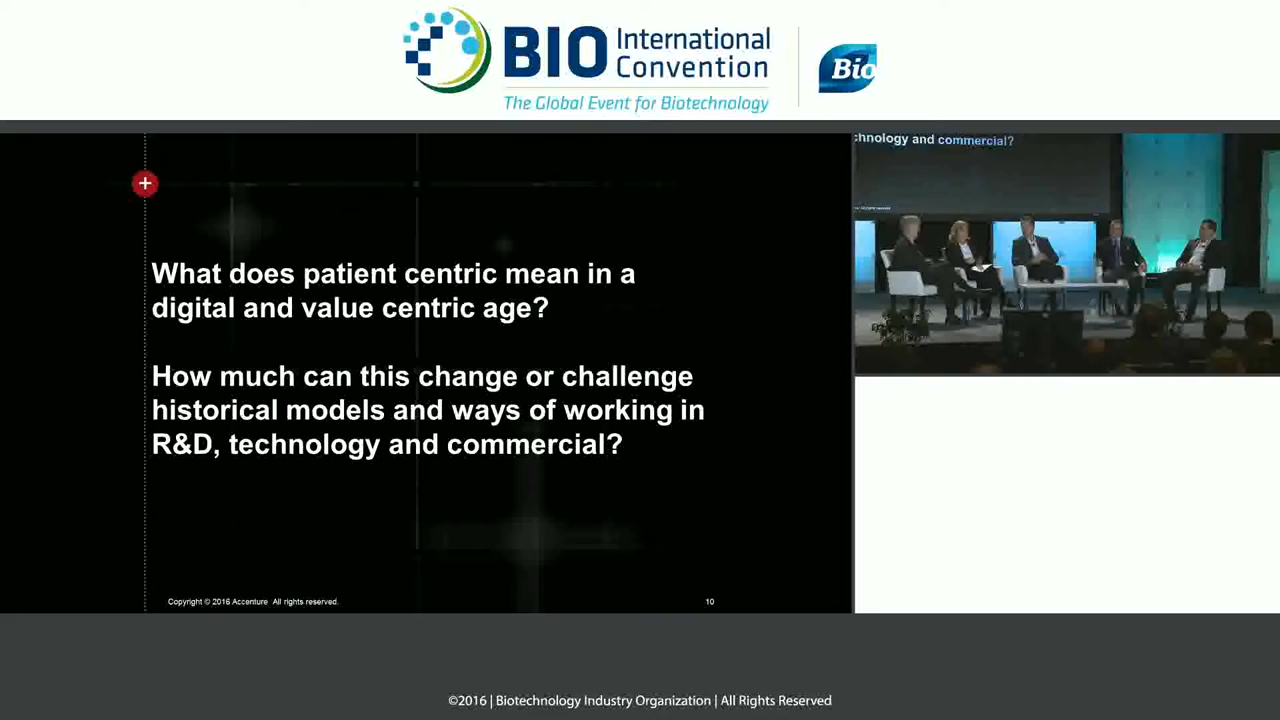 BIO International
Convention
The Global Event for Biotechnology
Bio
What does patient centric mean in a
digital and value centric age?
How much can this change or challenge
historical models and ways of working in
R&D, technology and commercial?
Copyright © 2016 Accenture All rights reserved.
10
chnology and commercial?
©2016 | Biotechnology Industry Organization | All Rights Reserved